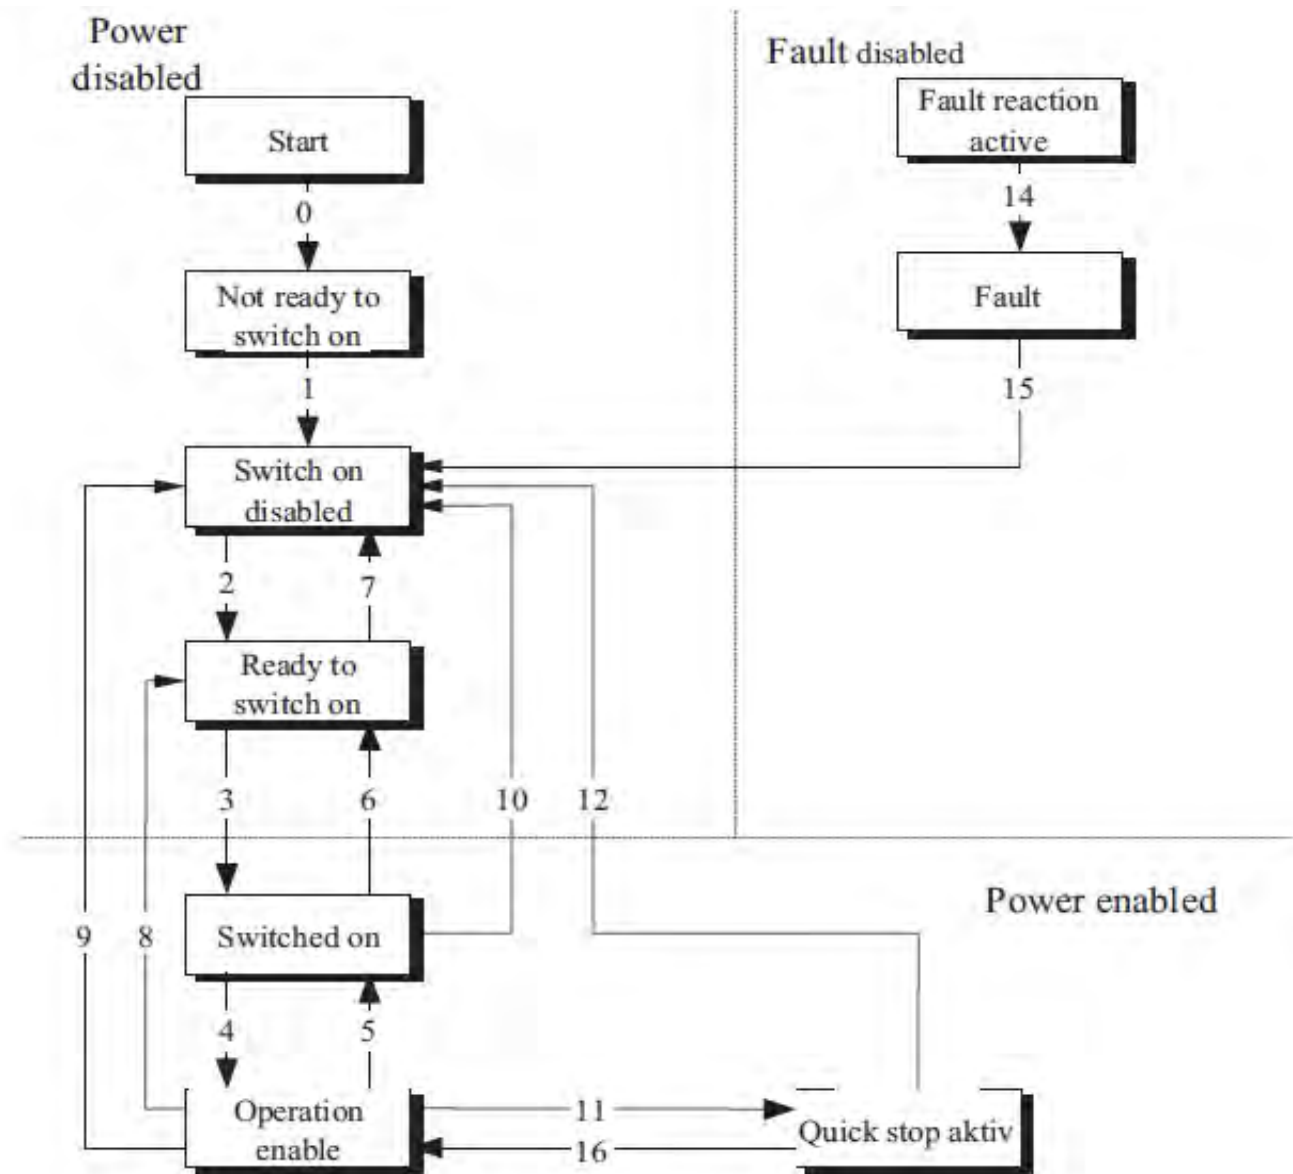 Power
disabled
Start
0
Not ready to
switch on
1
Switch on
disabled
2
7
Ready to
switch on
3
6
10
12
9
8
Switched on
4
5
Operation
enable
11
16
Quick stop aktiv
Power enabled
Fault disabled
Fault reaction
active
14
Fault
15